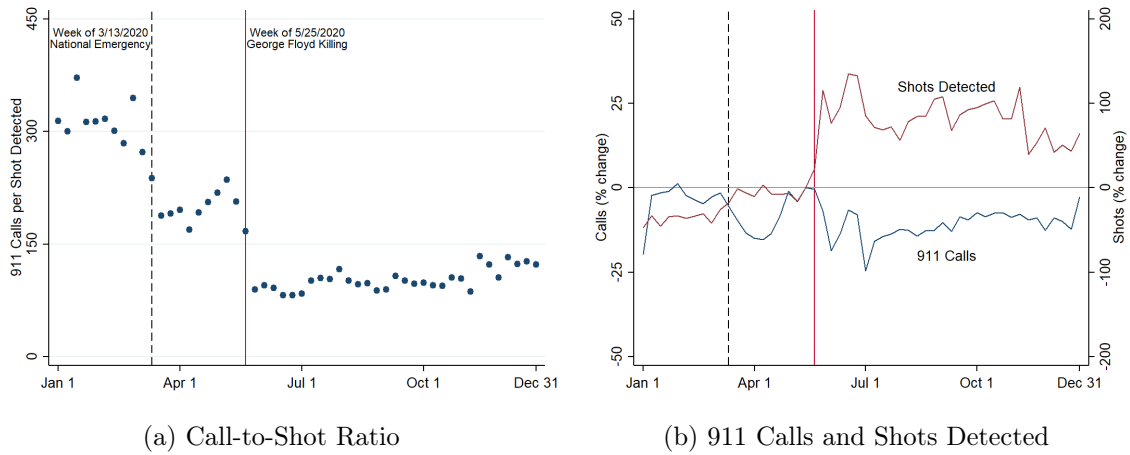 450
300
150
0
911 Calls per Shot Detected
Week of 3/13/2020
National Emergency
Week of 5/25/2020
George Floyd Killing
Jan 1
Apr 1
Jul 1
Oct 1
Dec 31
(a) Call-to-Shot Ratio
50
25
0
-25
-50
Calls (% change)
Shots Detected
911 Calls
200
100
0
-100
-200
Shots (% change)
Jan 1
Apr 1
Jul 1
Oct 1
Dec 31
(b) 911 Calls and Shots Detected